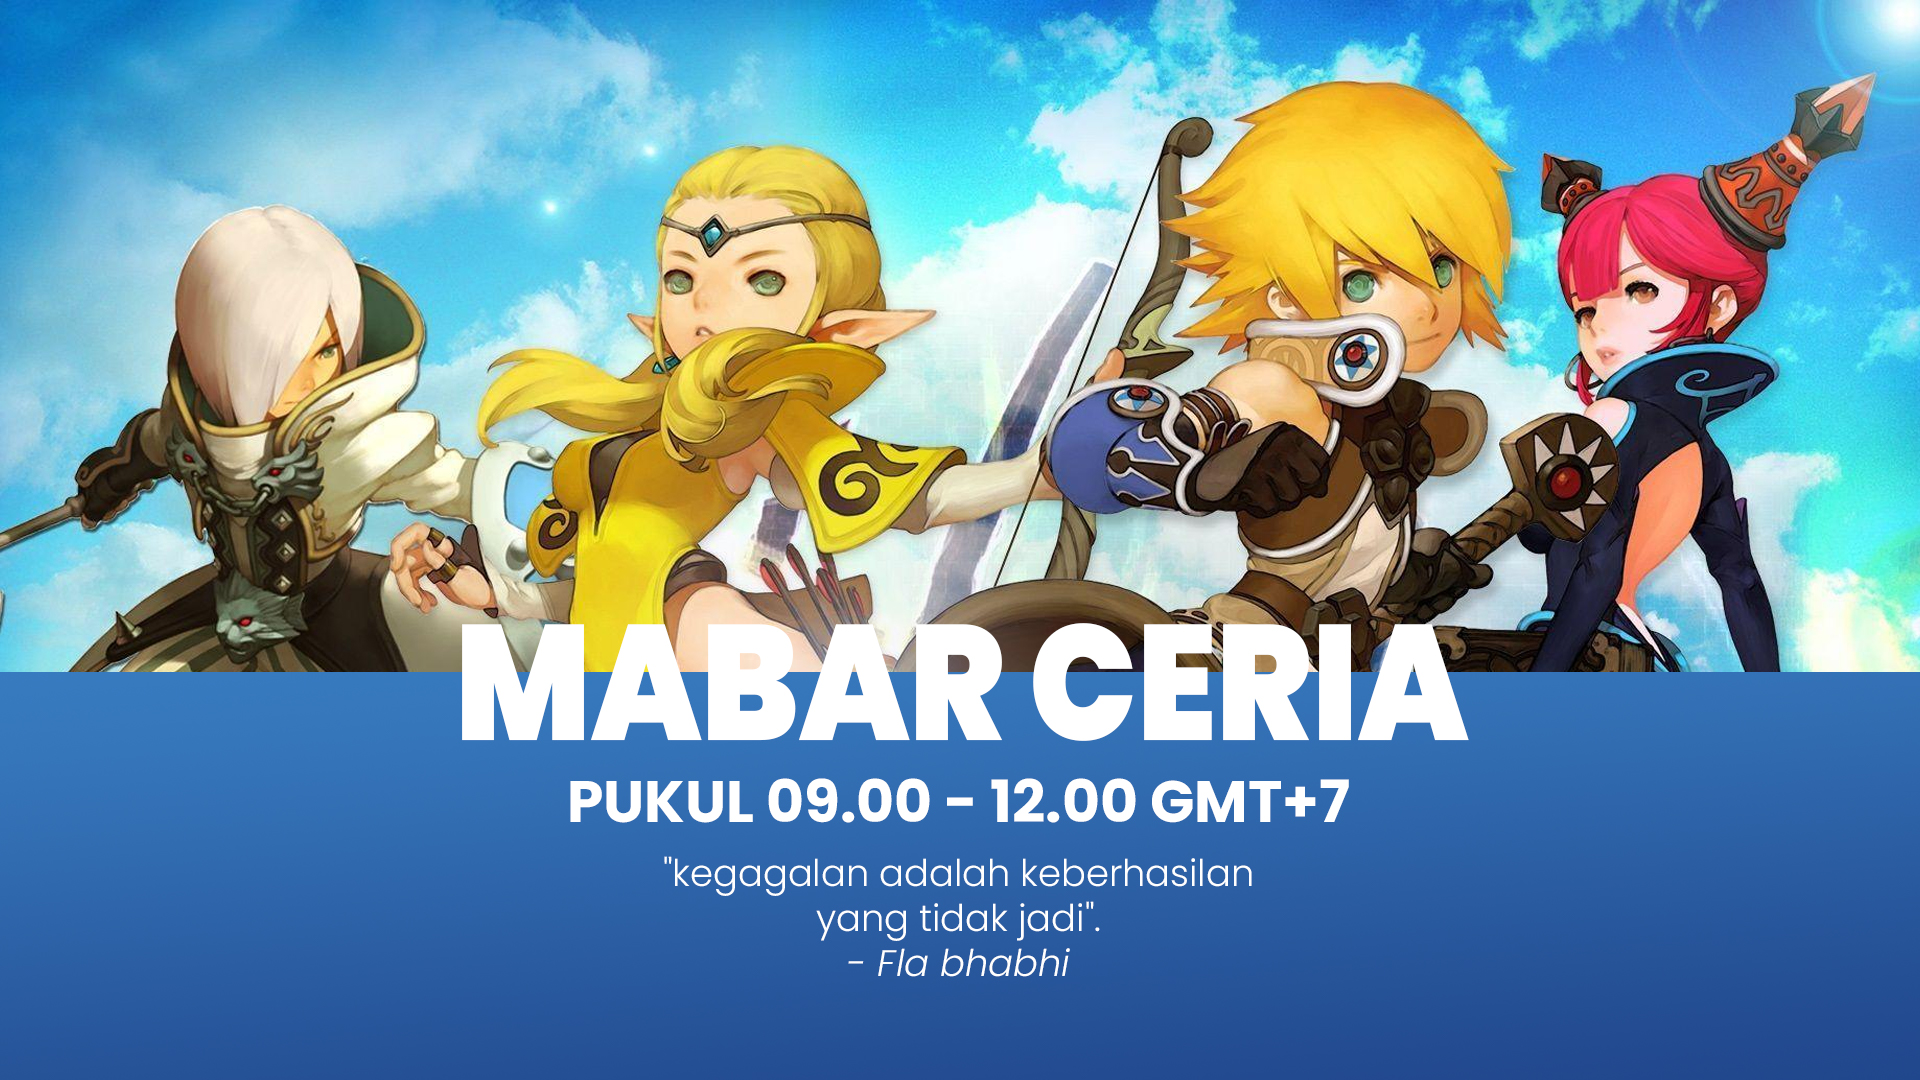 MABAR CERIA
PUKUL 09.00 - 12.00 GMT+7
"kegagalan adalah keberhasilan
yang tidak jadi".
- Fla bhabhi